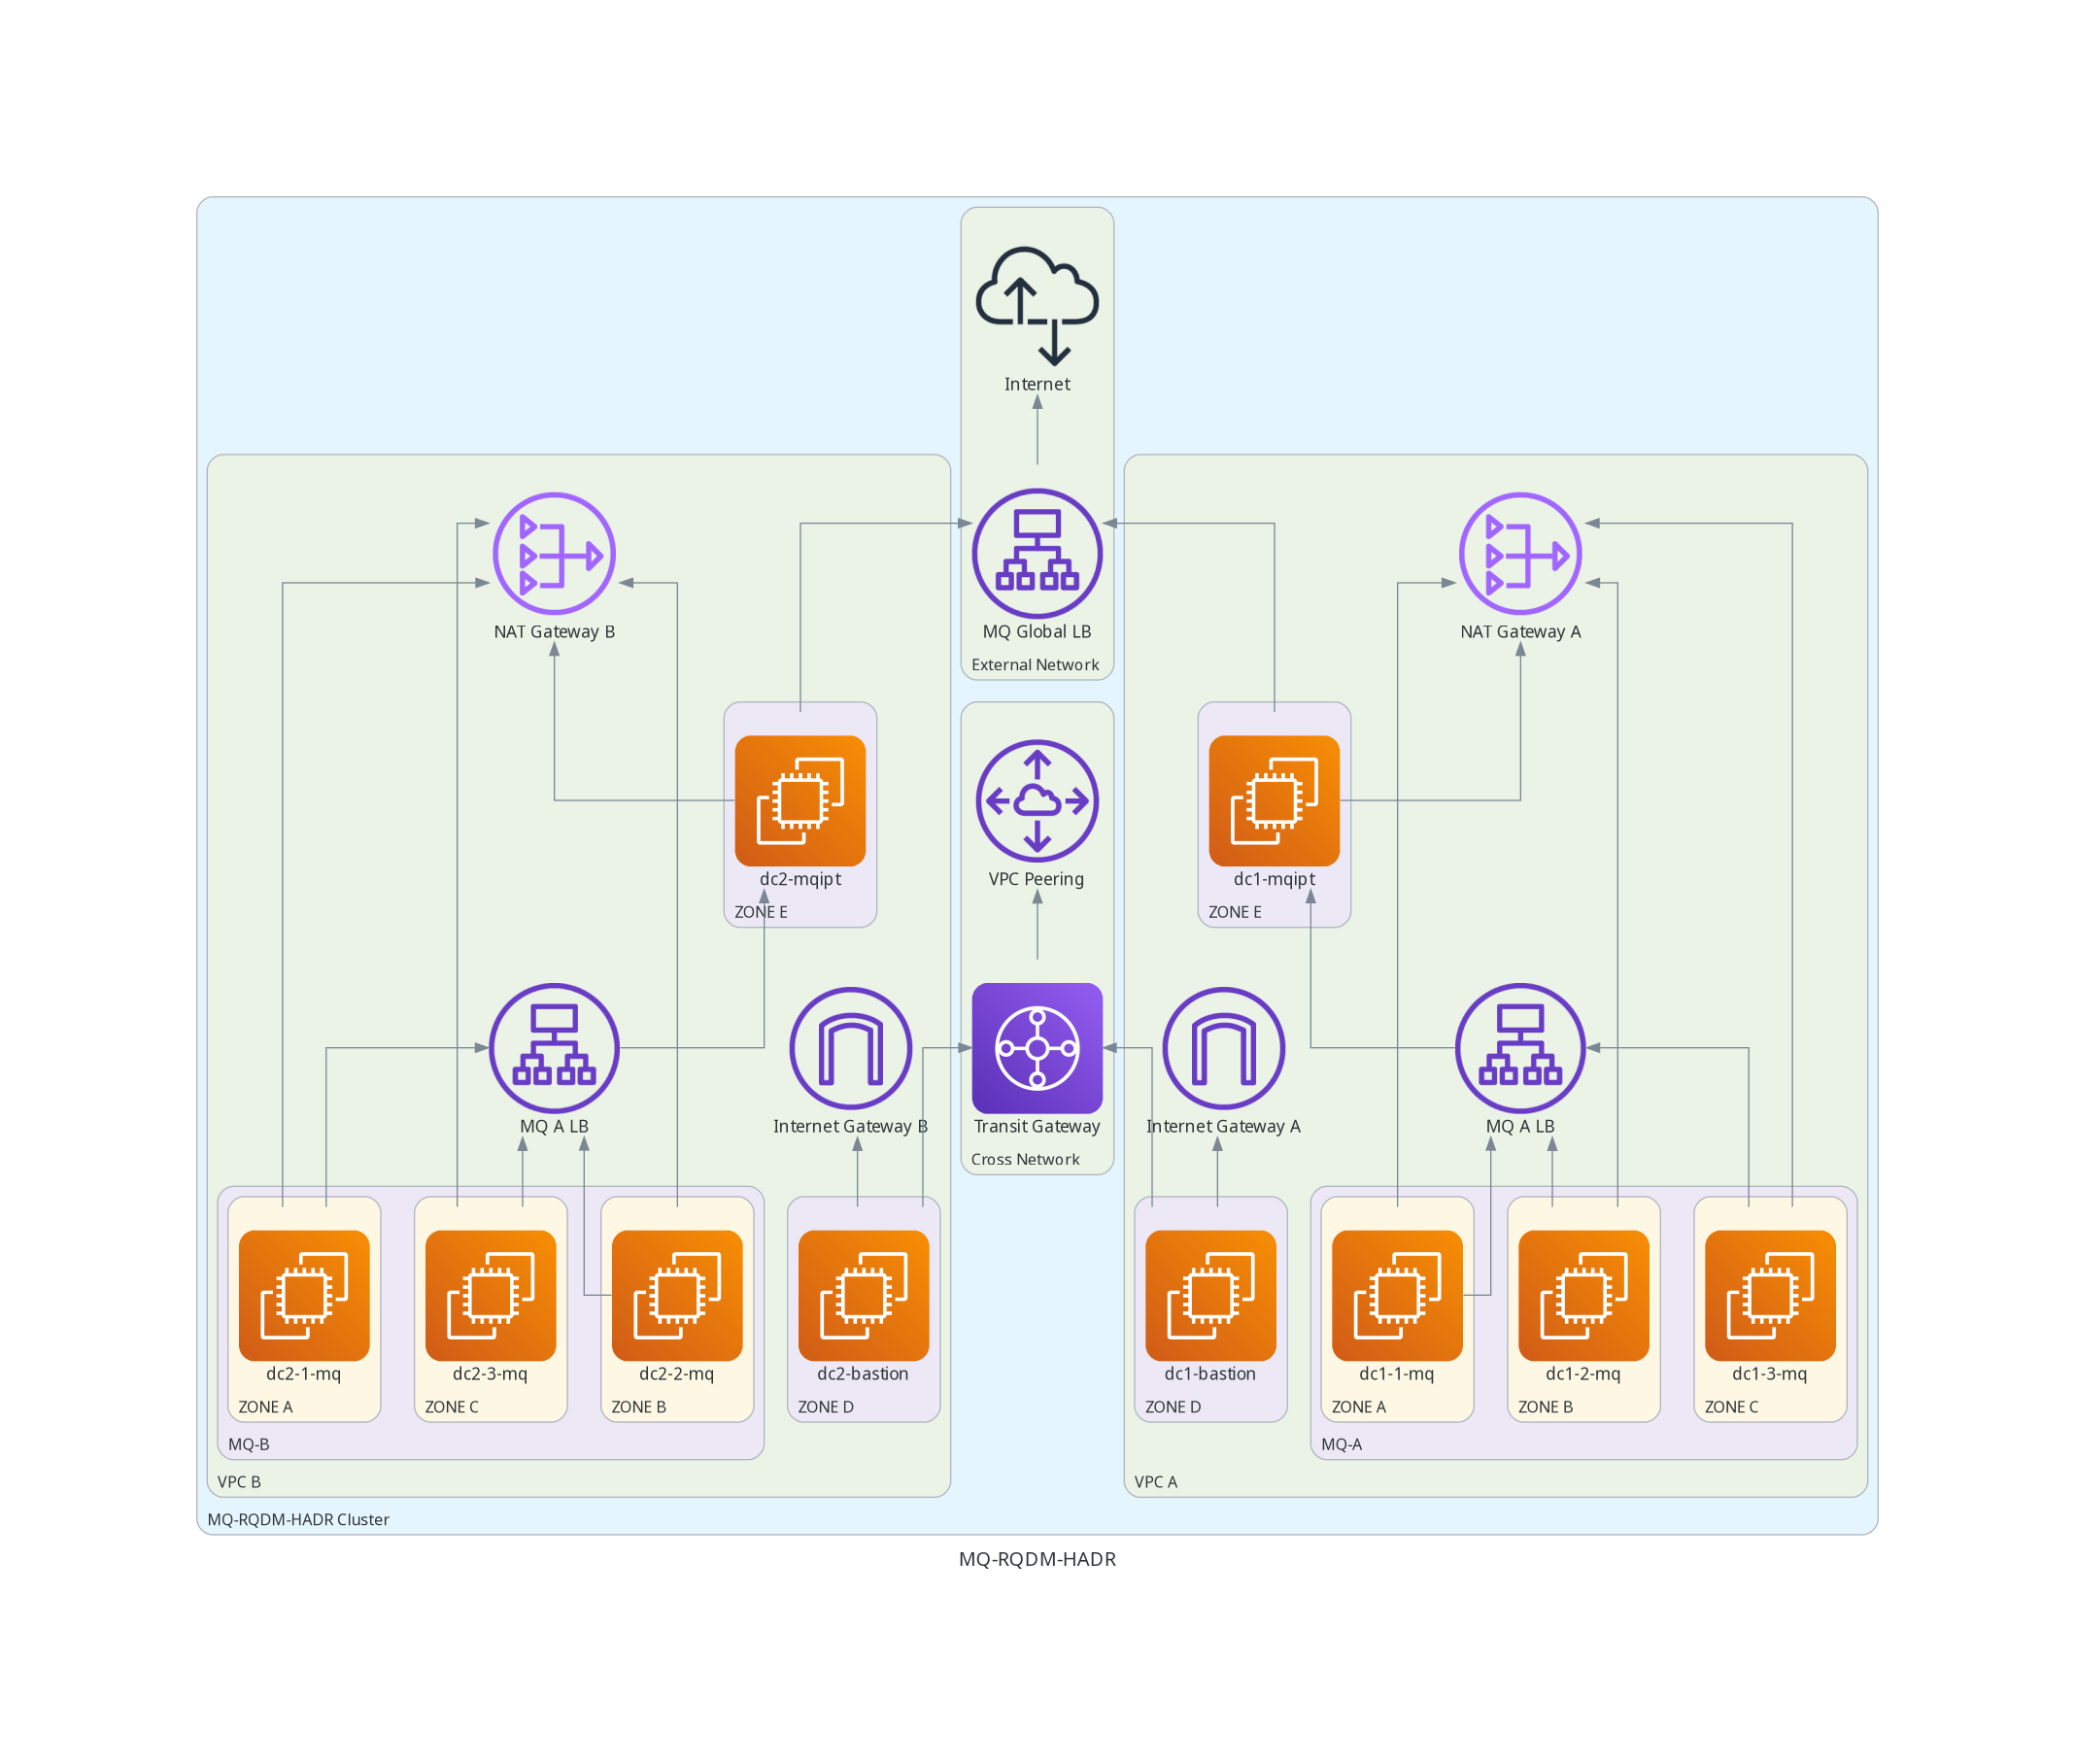 Internet
NAT Gateway B
MQ Global LB
NAT Gateway A
External Network
dc2-mqipt
VPC Peering
dc1-mqipt
ZONE E
ZONE E
MQ A LB
Internet Gateway B
Transit Gateway
Internet Gateway A
MQ A LB
Cross Network
dc2-1-mq
dc2-3-mq
dc2-2-mq
dc2-bastion
dc1-bastion
dc1-1-mq
dc1-2-mq
dc1-3-mq
ZONE A
ZONE C
ZONE B
ZONE D
ZONE D
ZONE A
ZONE B
ZONE C
MQ-B
MQ-A
VPC B
VPC A
MQ-RQDM-HADR Cluster
MQ-RQDM-HADR